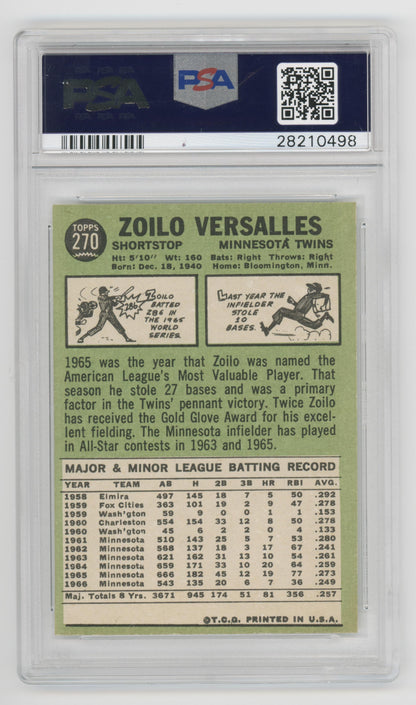 PSA
PSA
28210498
TOPPS
270
ZOILO VERSALLES
SHORTSTOP MINNESOTA TWINS
Ht: 5'10" Wt: 160 Bats: Right Throws: Right
Born: Dec. 18, 1940 Home: Bloomington, Minn.
.286
ZOILO
BATTED
.286 IN
THE 1965
WORLD
SERIES.
LAST YEAR THE
INFIELDER
STOLE
10
BASES.
1965 was the year that Zoilo was named the
American League's Most Valuable Player. That
season he stole 27 bases and was a primary
factor in the Twins' pennant victory. Twice Zoilo
has received the Gold Glove Award for his excel-
lent fielding. The Minnesota infielder has played
in All-Star contests in 1963 and 1965.
MAJOR & MINOR LEAGUE BATTING RECORD
YEAR TEAM AB H 2B 3B HR RBI AVG.
1958 Elmira 497 145 18 7 5 50 .292
1959 Fox Cities 363 101 19 2 9 47 .278
1959 Wash'gton 59 9 0 0 1 1 .153
1960 Charleston 554 154 33 12 8 50 .278
1960 Wash'gton 45 6 2 2 0 4 .133
1961 Minnesota 510 143 25 5 7 53 .280
1962 Minnesota 568 137 18 3 17 67 .241
1963 Minnesota 621 162 31 13 10 54 .261
1964 Minnesota 659 171 33 10 20 64 .259
1965 Minnesota 666 182 45 12 19 77 .273
1966 Minnesota 543 135 20 6 7 36 .249
Maj. Totals 8 Yrs. 3671 945 174 51 81 356 .257
©T.C.G. PRINTED IN U.S.A.